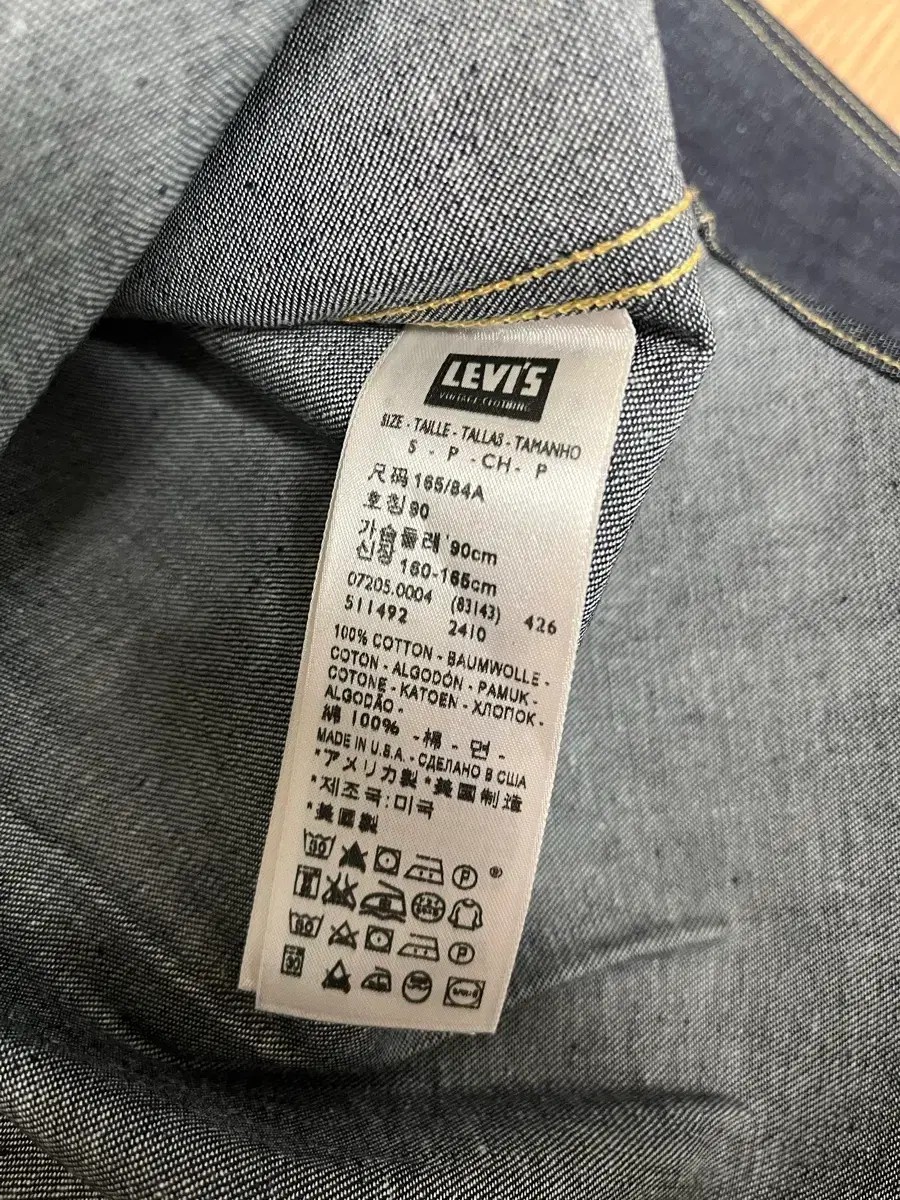 LEVI'S
VINTAGE CLOTHING
SIZE - TAILLE - TALLAS - TAMANHO
S - P - CH - P
尺码 165/84A
호칭 90
가슴둘레 '90cm
신장 160-165cm
07205.0004 (83143) 426
511492 2410
100% COTTON - BAUMWOLLE -
COTON - ALGODÓN - PAMUK -
COTONE - KATOEN - ХЛОПОК -
ALGODÃO -
綿 100% - 棉 - 면 -
MADE IN U.S.A. - СДЕЛАНО В США
*アメリカ製 *美國制造
*제조국:미국
*美國製